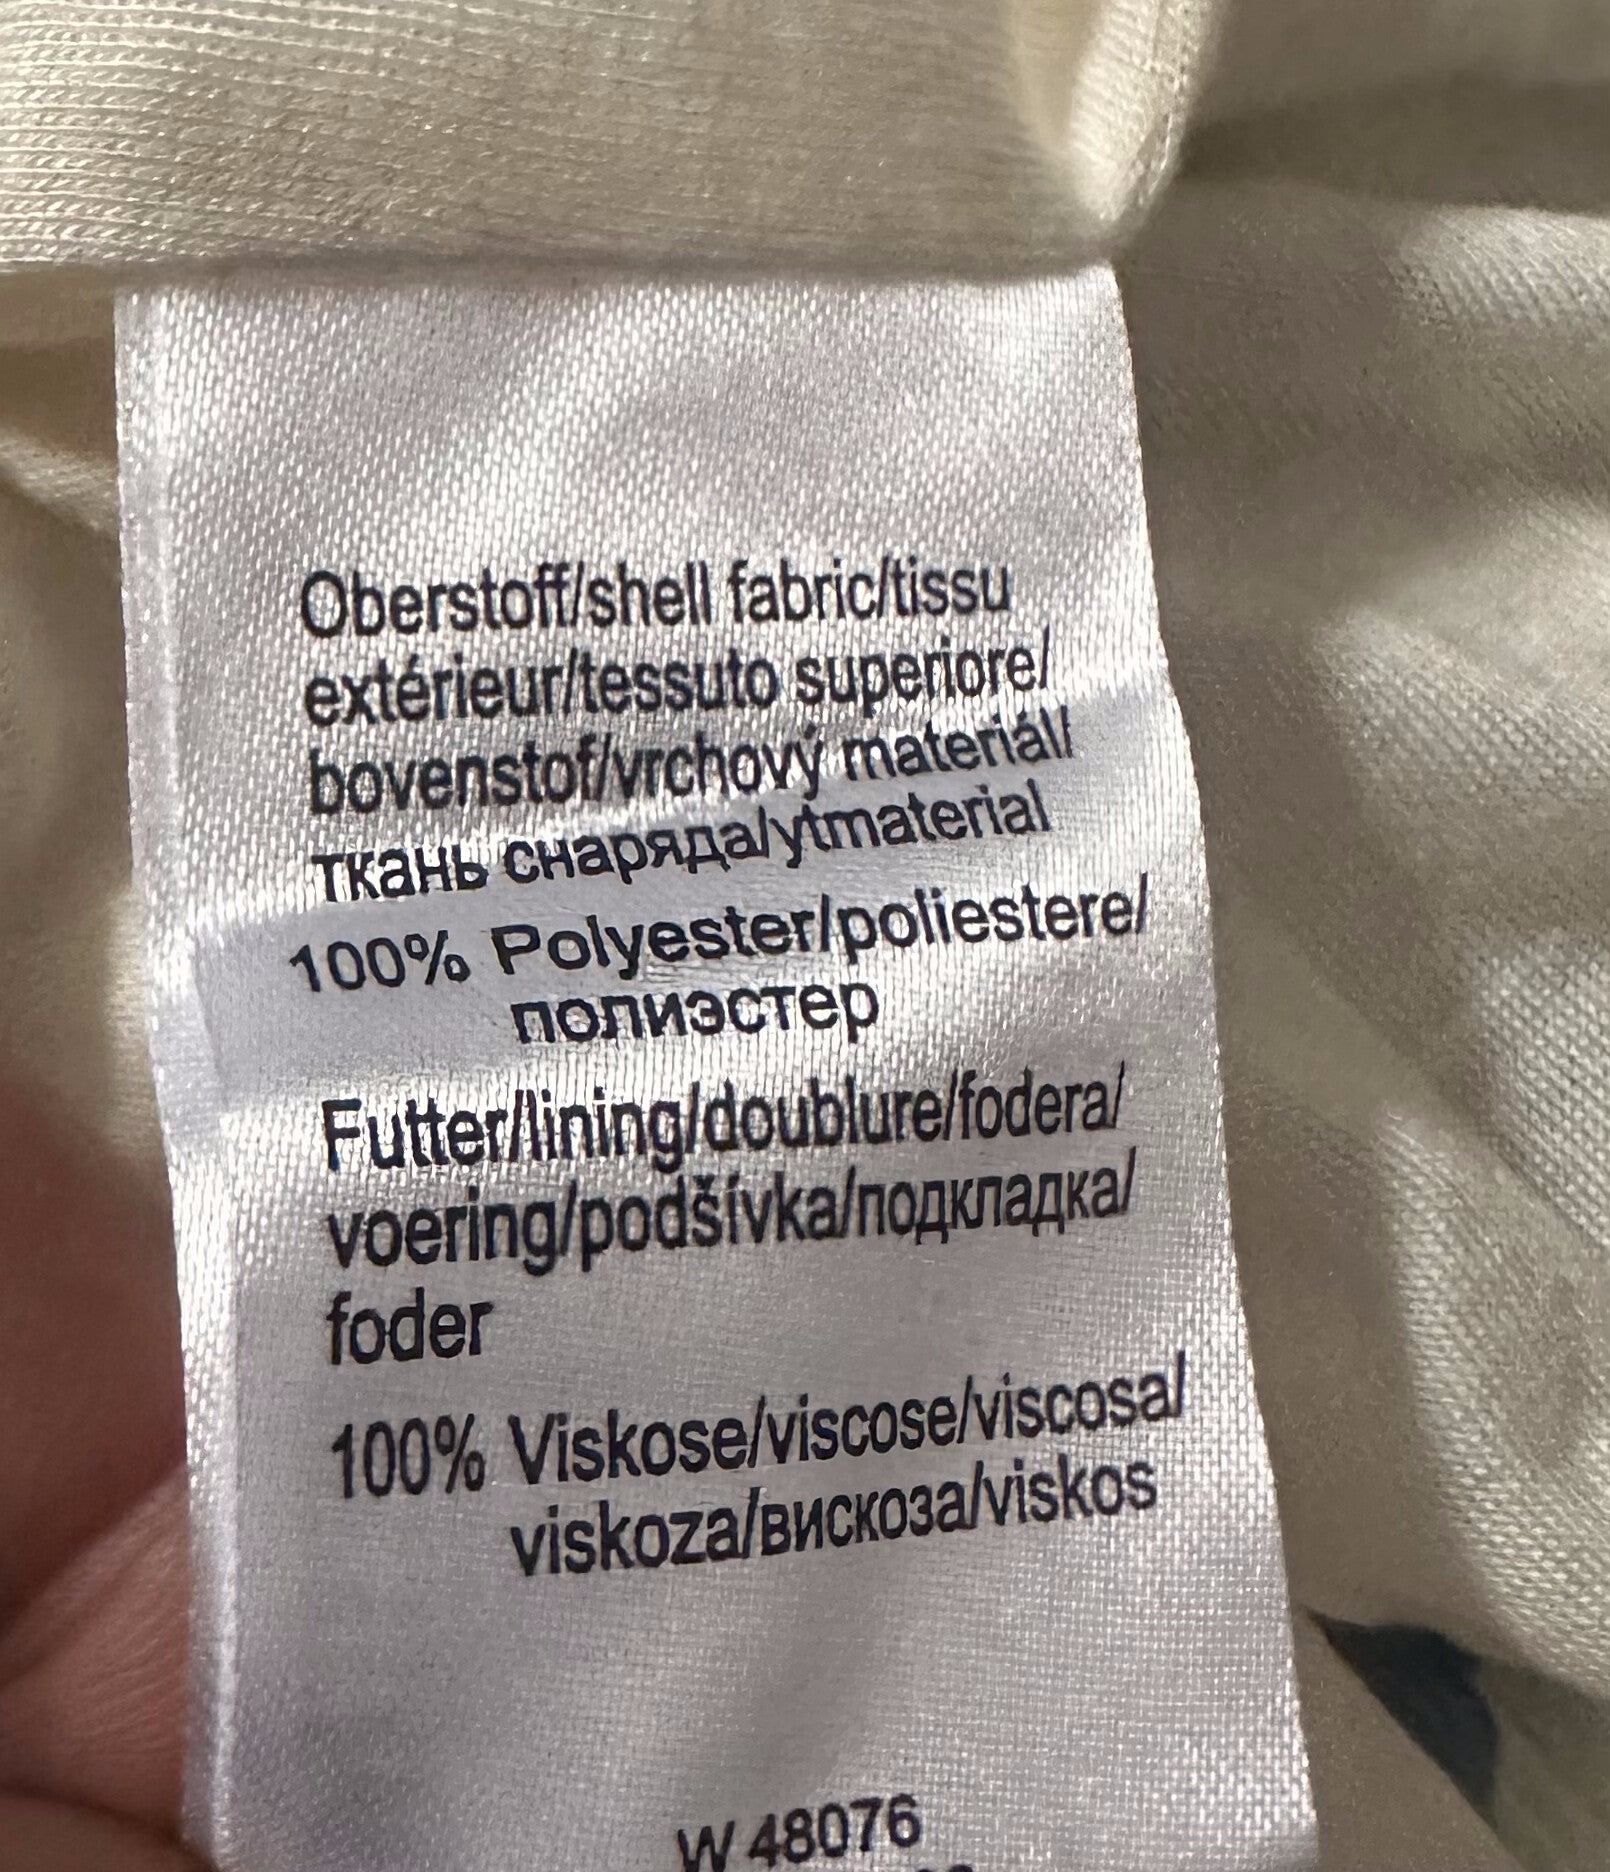 Oberstoff/shell fabric/tissu
extérieur/tessuto superiore/
bovenstof/vrchový materiál/
ткань снаряда/ytmaterial
100% Polyester/poliestere/
полиэстер
Futter/lining/doublure/fodera/
voering/podšívka/подкладка/
foder
100% Viskose/viscose/viscosa/
viskoza/вискоза/viskos
W 48076